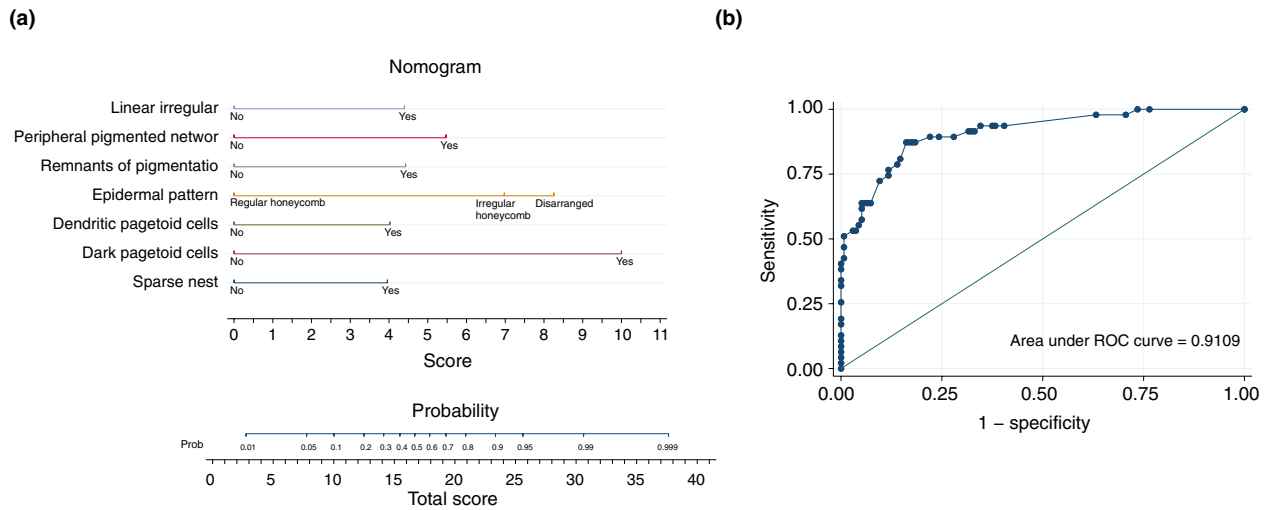 (a)
Nomogram
Linear irregular
No Yes
Peripheral pigmented networ
No Yes
Remnants of pigmentatio
No Yes
Epidermal pattern
Regular honeycomb Irregular Disarranged
honeycomb
Dendritic pagetoid cells
No Yes
Dark pagetoid cells
No Yes
Sparse nest
No Yes
0 1 2 3 4 5 6 7 8 9 10 11
Score
Probability
Prob 0.01 0.05 0.1 0.2 0.3 0.4 0.5 0.6 0.7 0.8 0.9 0.95 0.99 0.999
0 5 10 15 20 25 30 35 40
Total score
(b)
Sensitivity
1.00
0.75
0.50
0.25
0.00
Area under ROC curve = 0.9109
0.00 0.25 0.50 0.75 1.00
1 − specificity